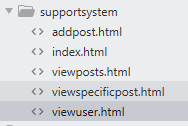 supportsystem
<> addpost.html
<> index.html
<> viewposts.html
<> viewspecificpost.html
<> viewuser.html